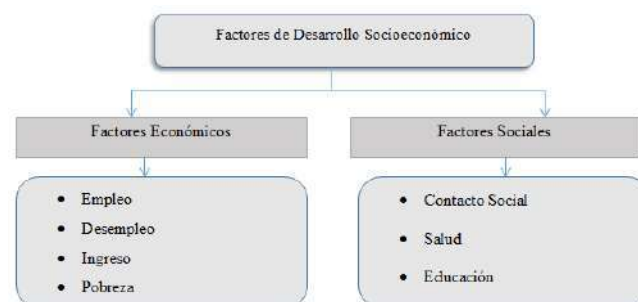 Factores de Desarrollo Socioeconómico
Factores Económicos
Factores Sociales
• Empleo
• Desempleo
• Ingreso
• Pobreza
• Contacto Social
• Salud
• Educación